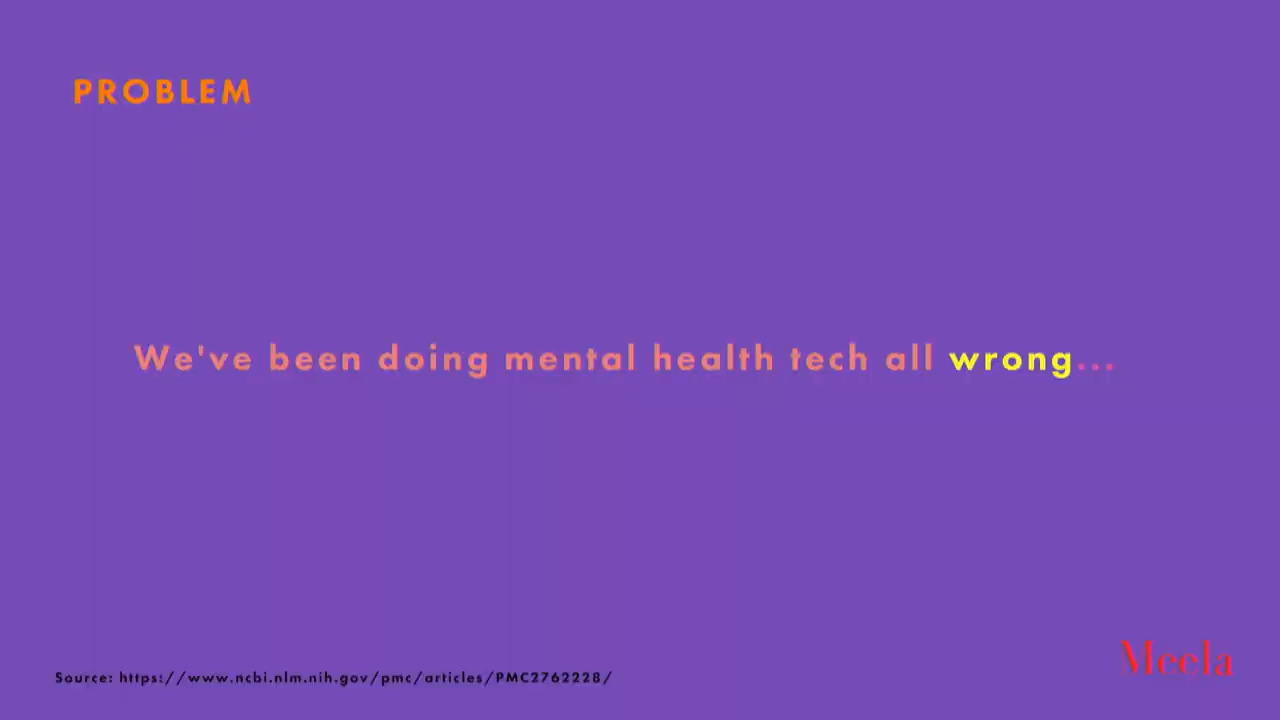 PROBLEM
We've been doing mental health tech all wrong...
Meela
Source: https://www.ncbi.nlm.nih.gov/pmc/articles/PMC2762228/